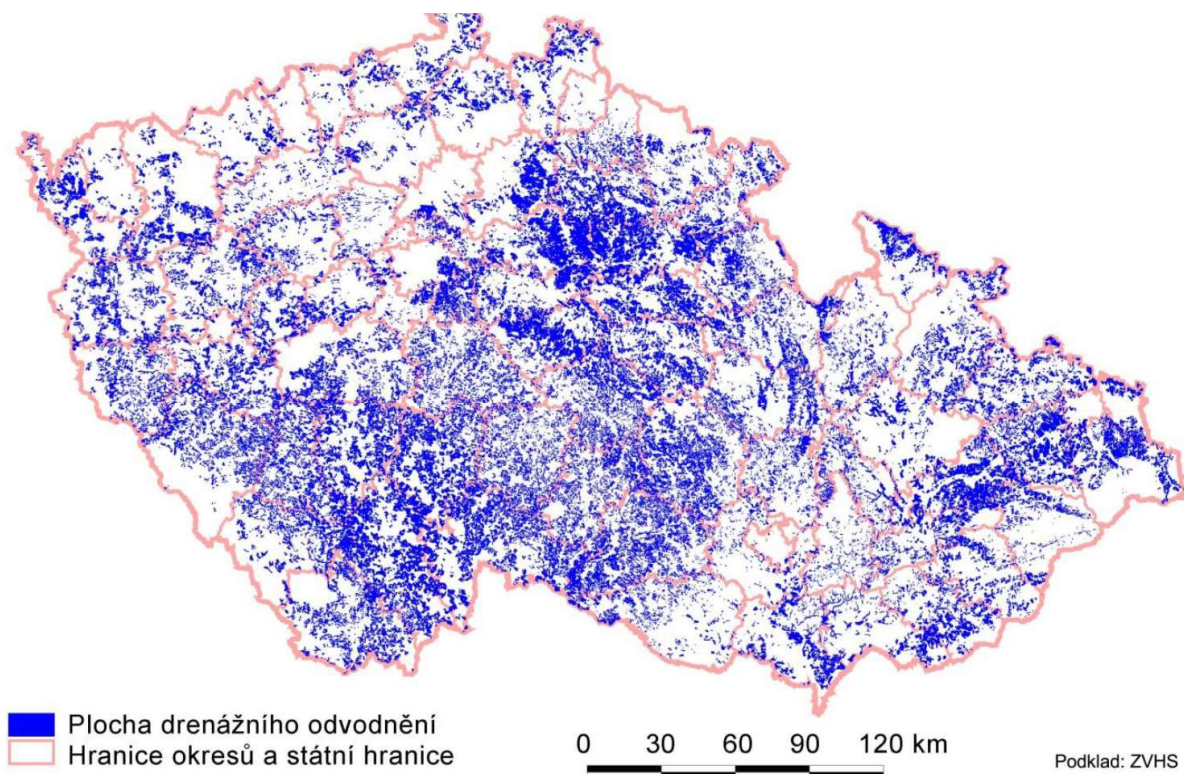 Plocha drenážního odvodnění
Hranice okresů a státní hranice
0 30 60 90 120 km
Podklad: ZVHS